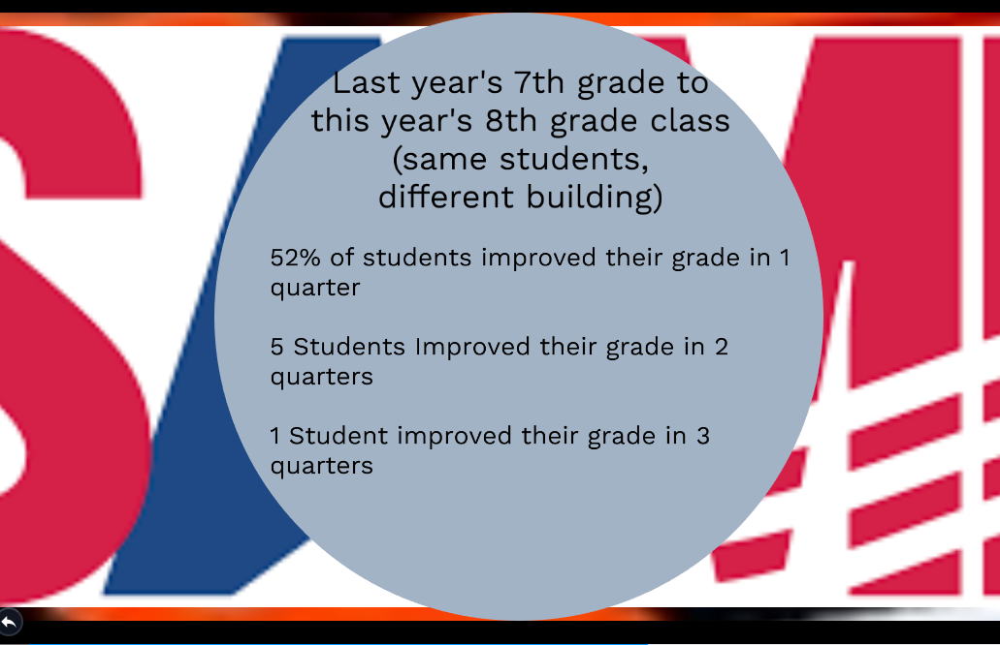 Last year's 7th grade to
this year's 8th grade class
(same students,
different building)
52% of students improved their grade in 1
quarter
5 Students Improved their grade in 2
quarters
1 Student improved their grade in 3
quarters